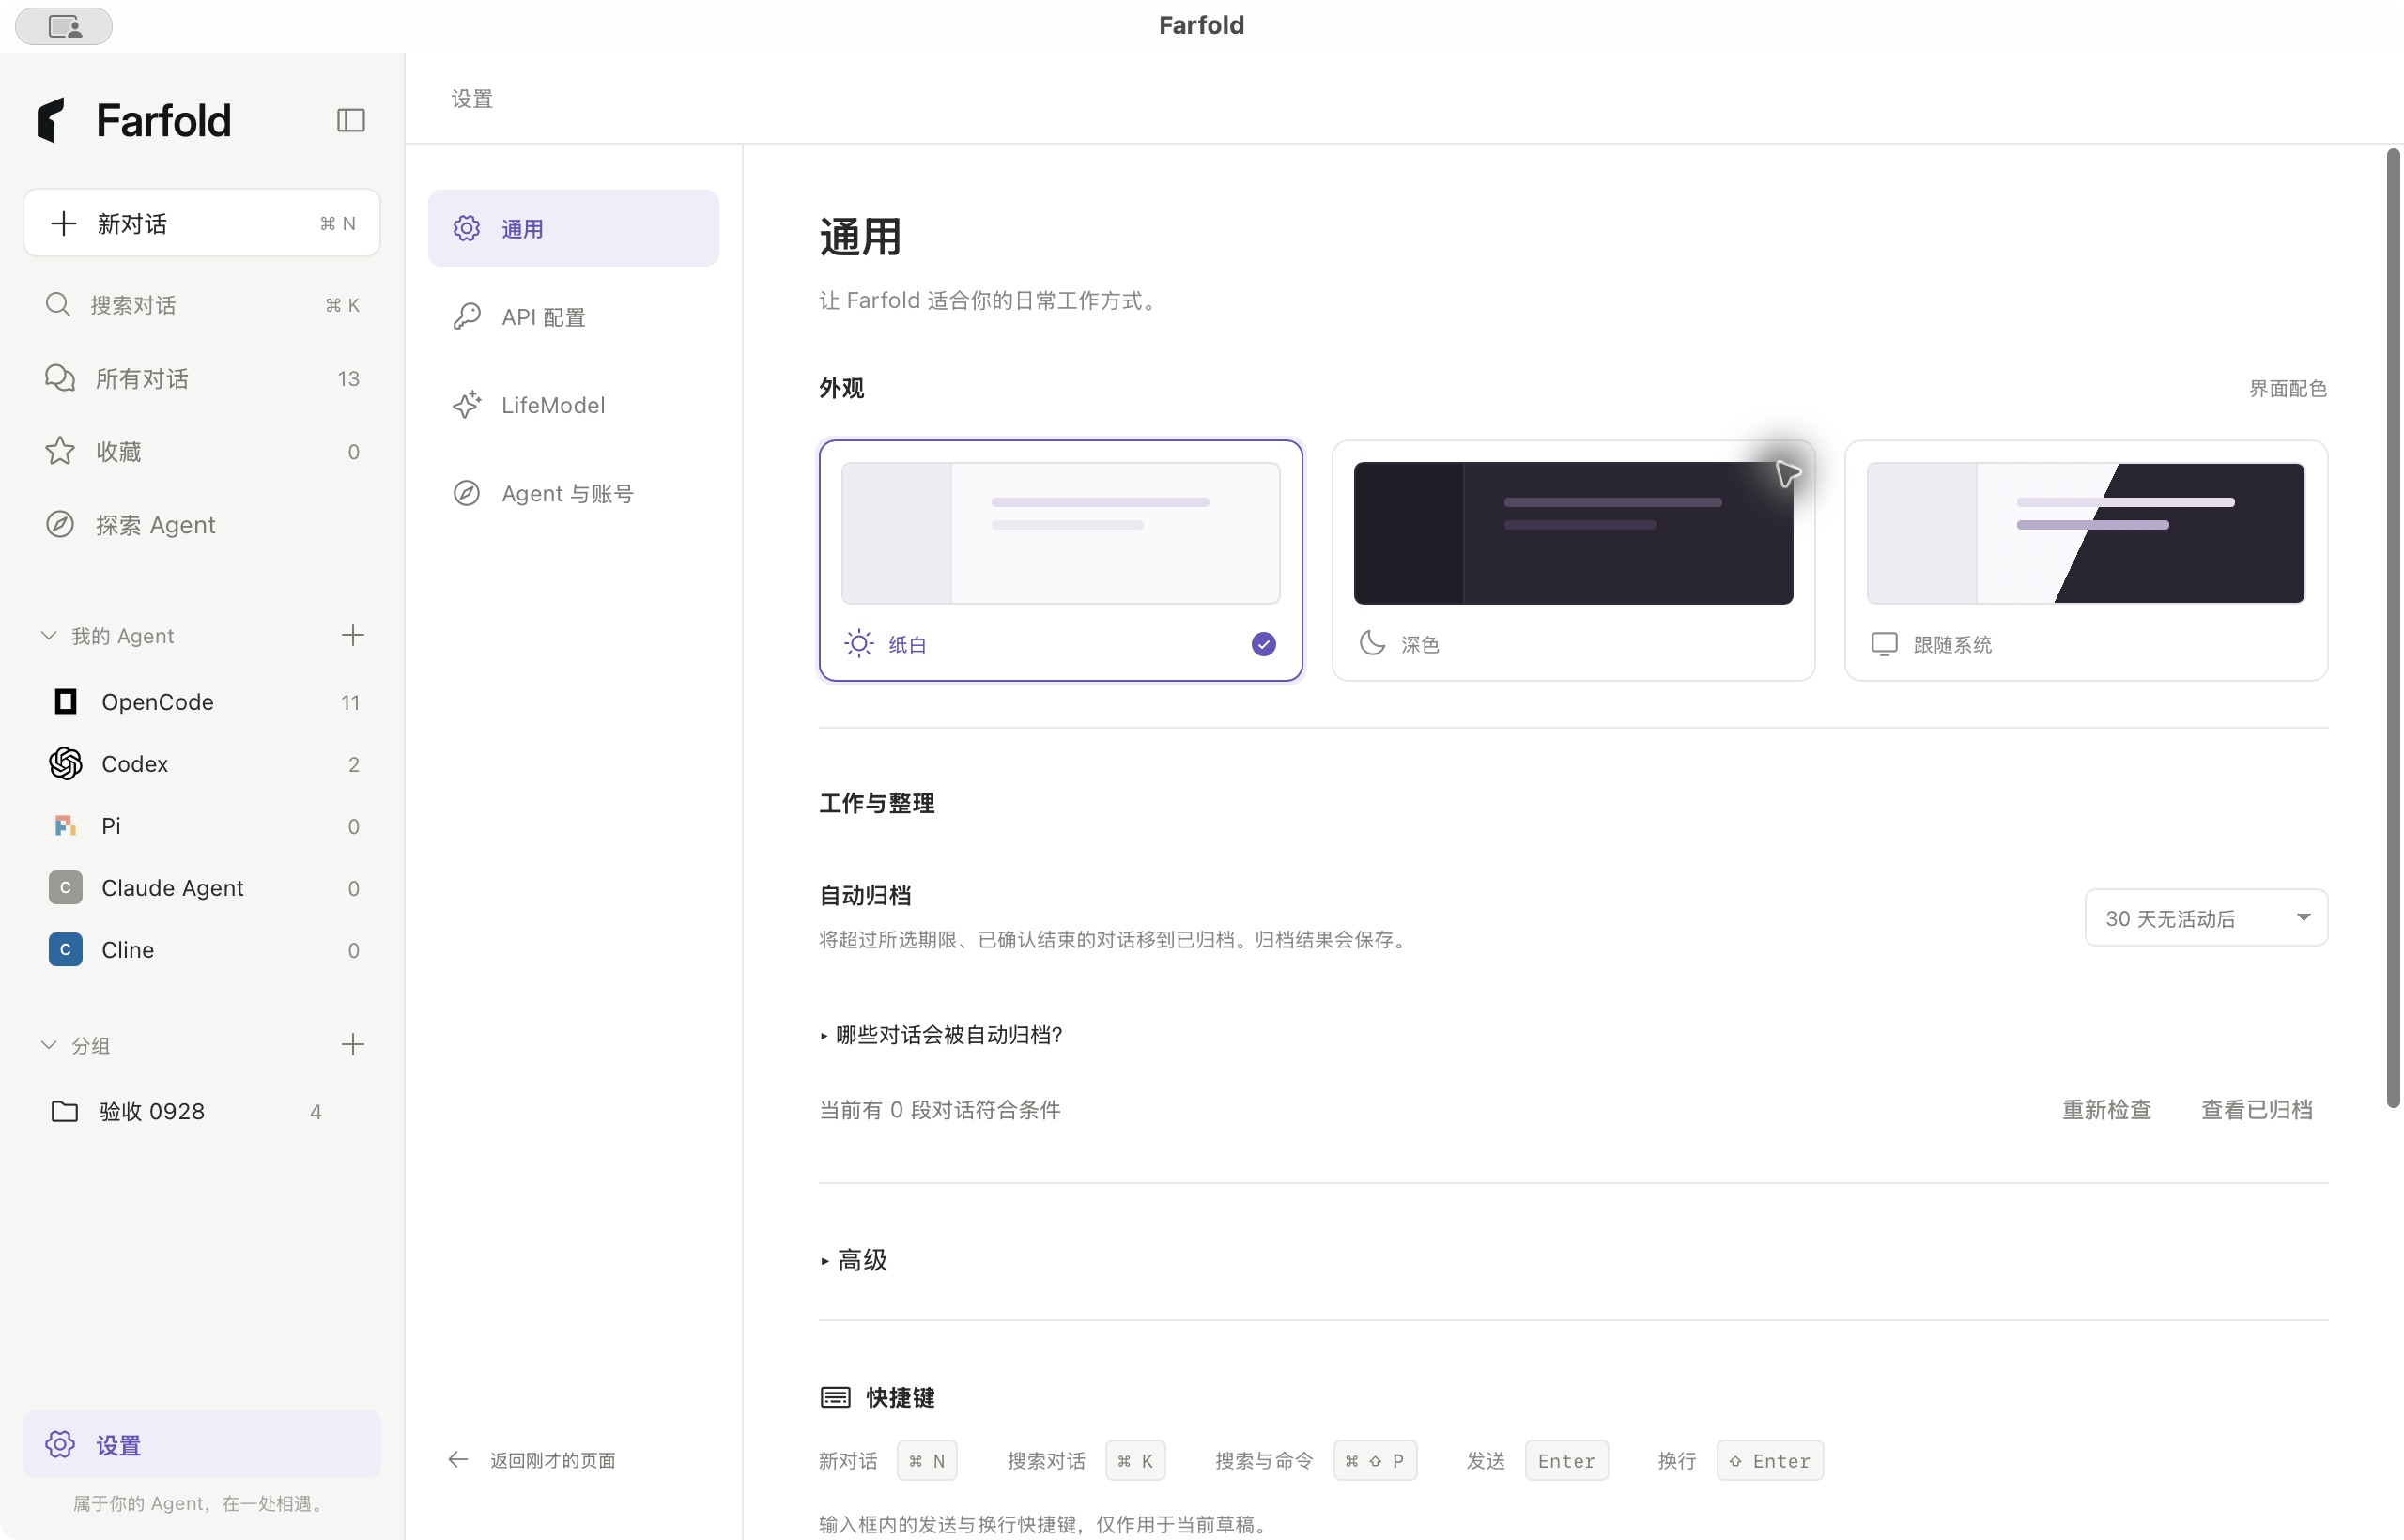 Farfold
Farfold
新对话 ⌘ N
搜索对话 ⌘ K
所有对话 13
收藏 0
探索 Agent
我的 Agent
OpenCode 11
Codex 2
Pi 0
C Claude Agent 0
C Cline 0
分组
验收 0928 4
设置
属于你的 Agent，在一处相遇。
设置
通用
API 配置
LifeModel
Agent 与账号
返回刚才的页面
通用
让 Farfold 适合你的日常工作方式。
外观 界面配色
纸白 深色 跟随系统
工作与整理
自动归档
将超过所选期限、已确认结束的对话移到已归档。归档结果会保存。
30 天无活动后
哪些对话会被自动归档？
当前有 0 段对话符合条件 重新检查 查看已归档
高级
快捷键
新对话 ⌘ N 搜索对话 ⌘ K 搜索与命令 ⌘ ⇧ P 发送 Enter 换行 ⇧ Enter
输入框内的发送与换行快捷键，仅作用于当前草稿。